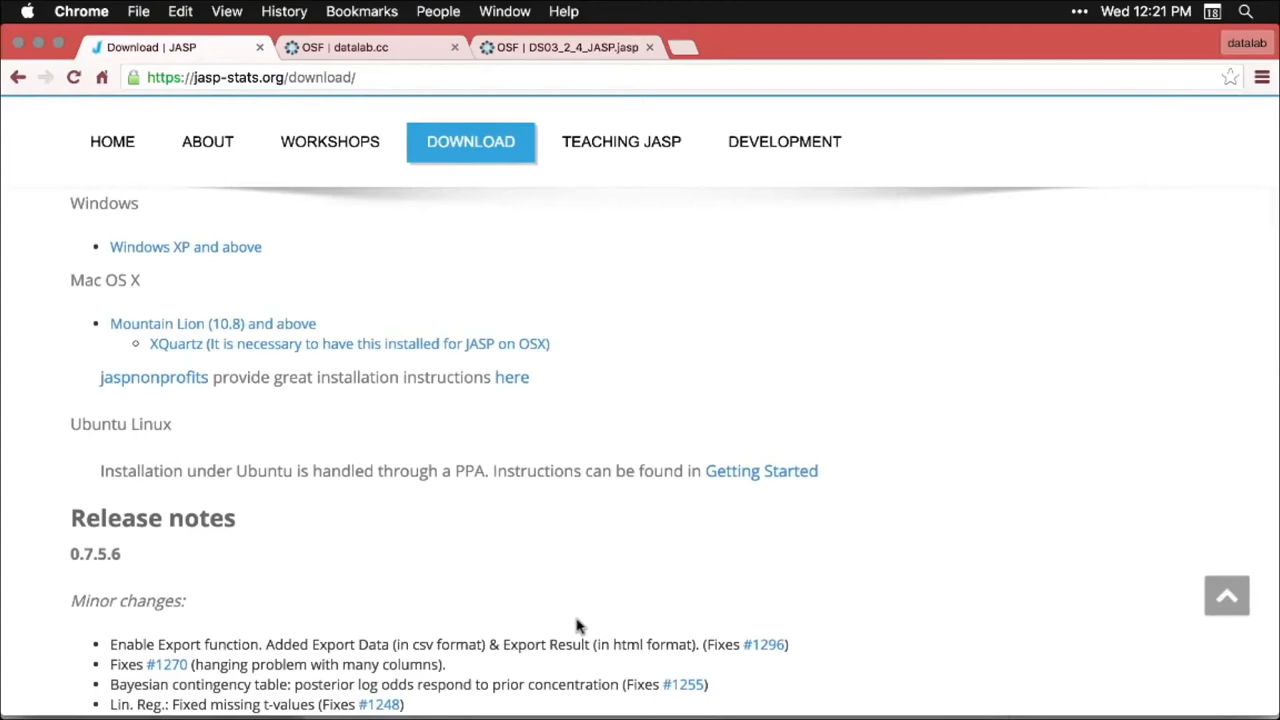 Chrome File Edit View History Bookmarks People Window Help ••• Wed 12:21 PM 18
Download | JASP × OSF | datalab.cc × OSF | DS03_2_4_JASP.jasp × datalab
https://jasp-stats.org/download/
HOME ABOUT WORKSHOPS DOWNLOAD TEACHING JASP DEVELOPMENT
Windows
• Windows XP and above
Mac OS X
• Mountain Lion (10.8) and above
◦ XQuartz (It is necessary to have this installed for JASP on OSX)
jaspnonprofits provide great installation instructions here
Ubuntu Linux
Installation under Ubuntu is handled through a PPA. Instructions can be found in Getting Started
Release notes
0.7.5.6
Minor changes:
• Enable Export function. Added Export Data (in csv format) & Export Result (in html format). (Fixes #1296)
• Fixes #1270 (hanging problem with many columns).
• Bayesian contingency table: posterior log odds respond to prior concentration (Fixes #1255)
• Lin. Reg.: Fixed missing t-values (Fixes #1248)